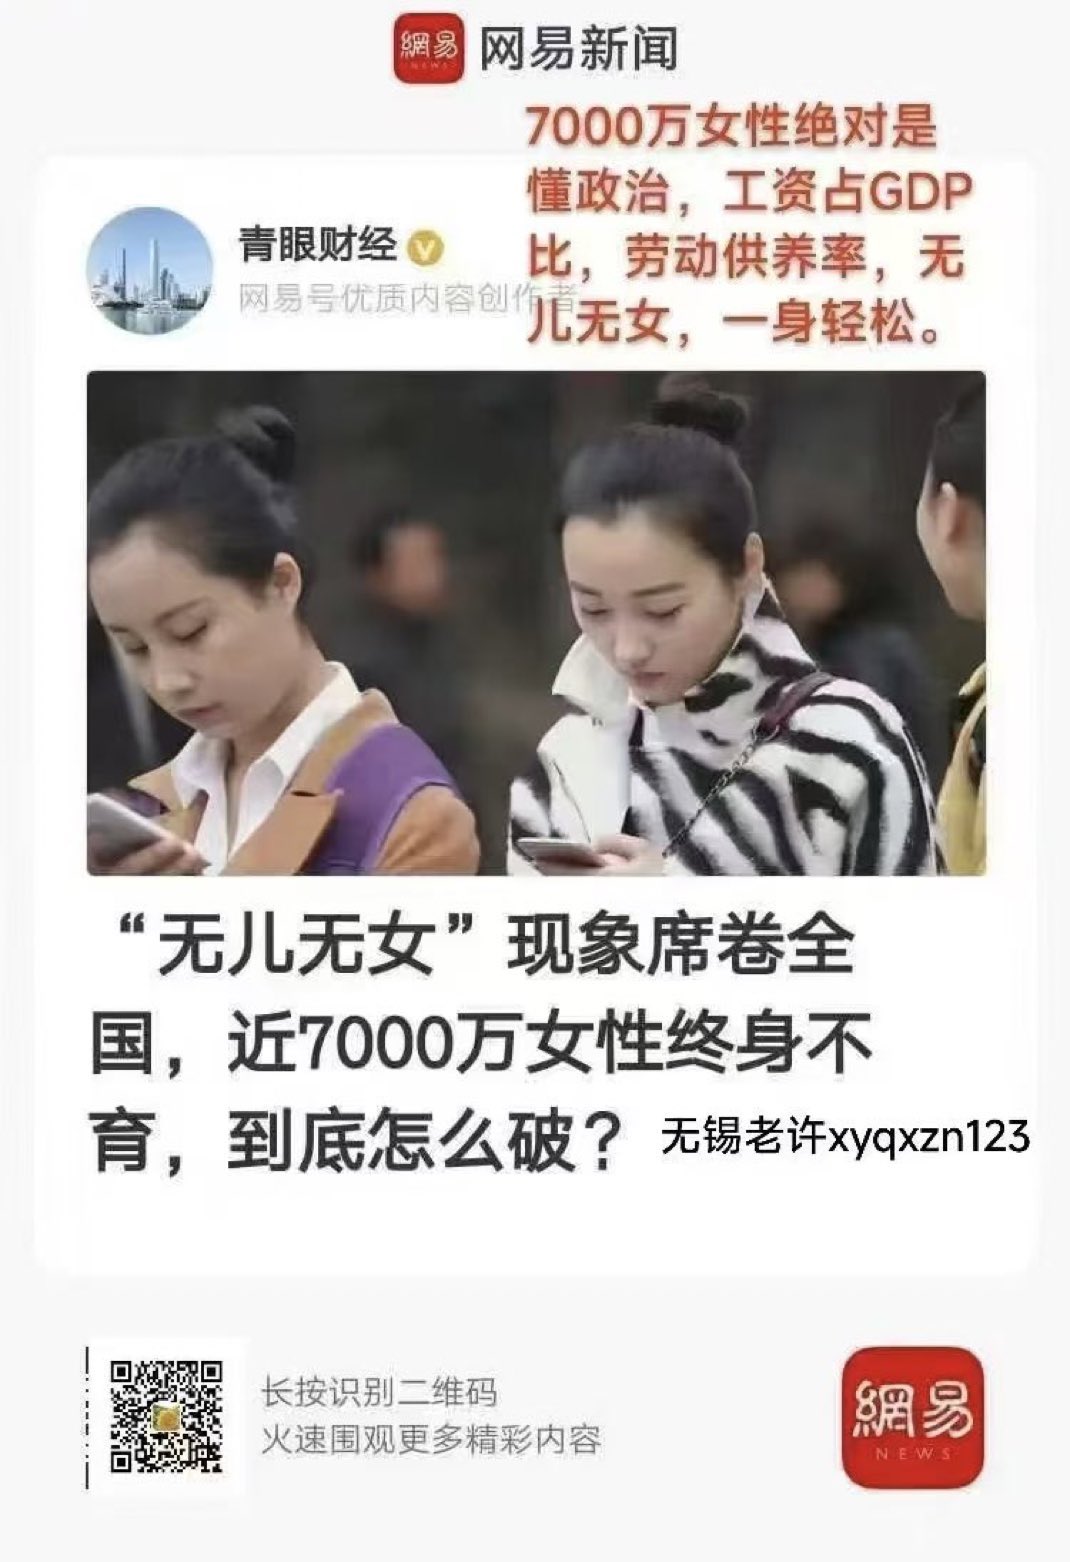 網易
NEWS
网易新闻
7000万女性绝对是
懂政治，工资占GDP
比，劳动供养率，无
儿无女，一身轻松。
青眼财经
网易号优质内容创作者
“无儿无女”现象席卷全
国，近7000万女性终身不
育，到底怎么破？
无锡老许xyqxzn123
长按识别二维码
火速围观更多精彩内容
網易
NEWS